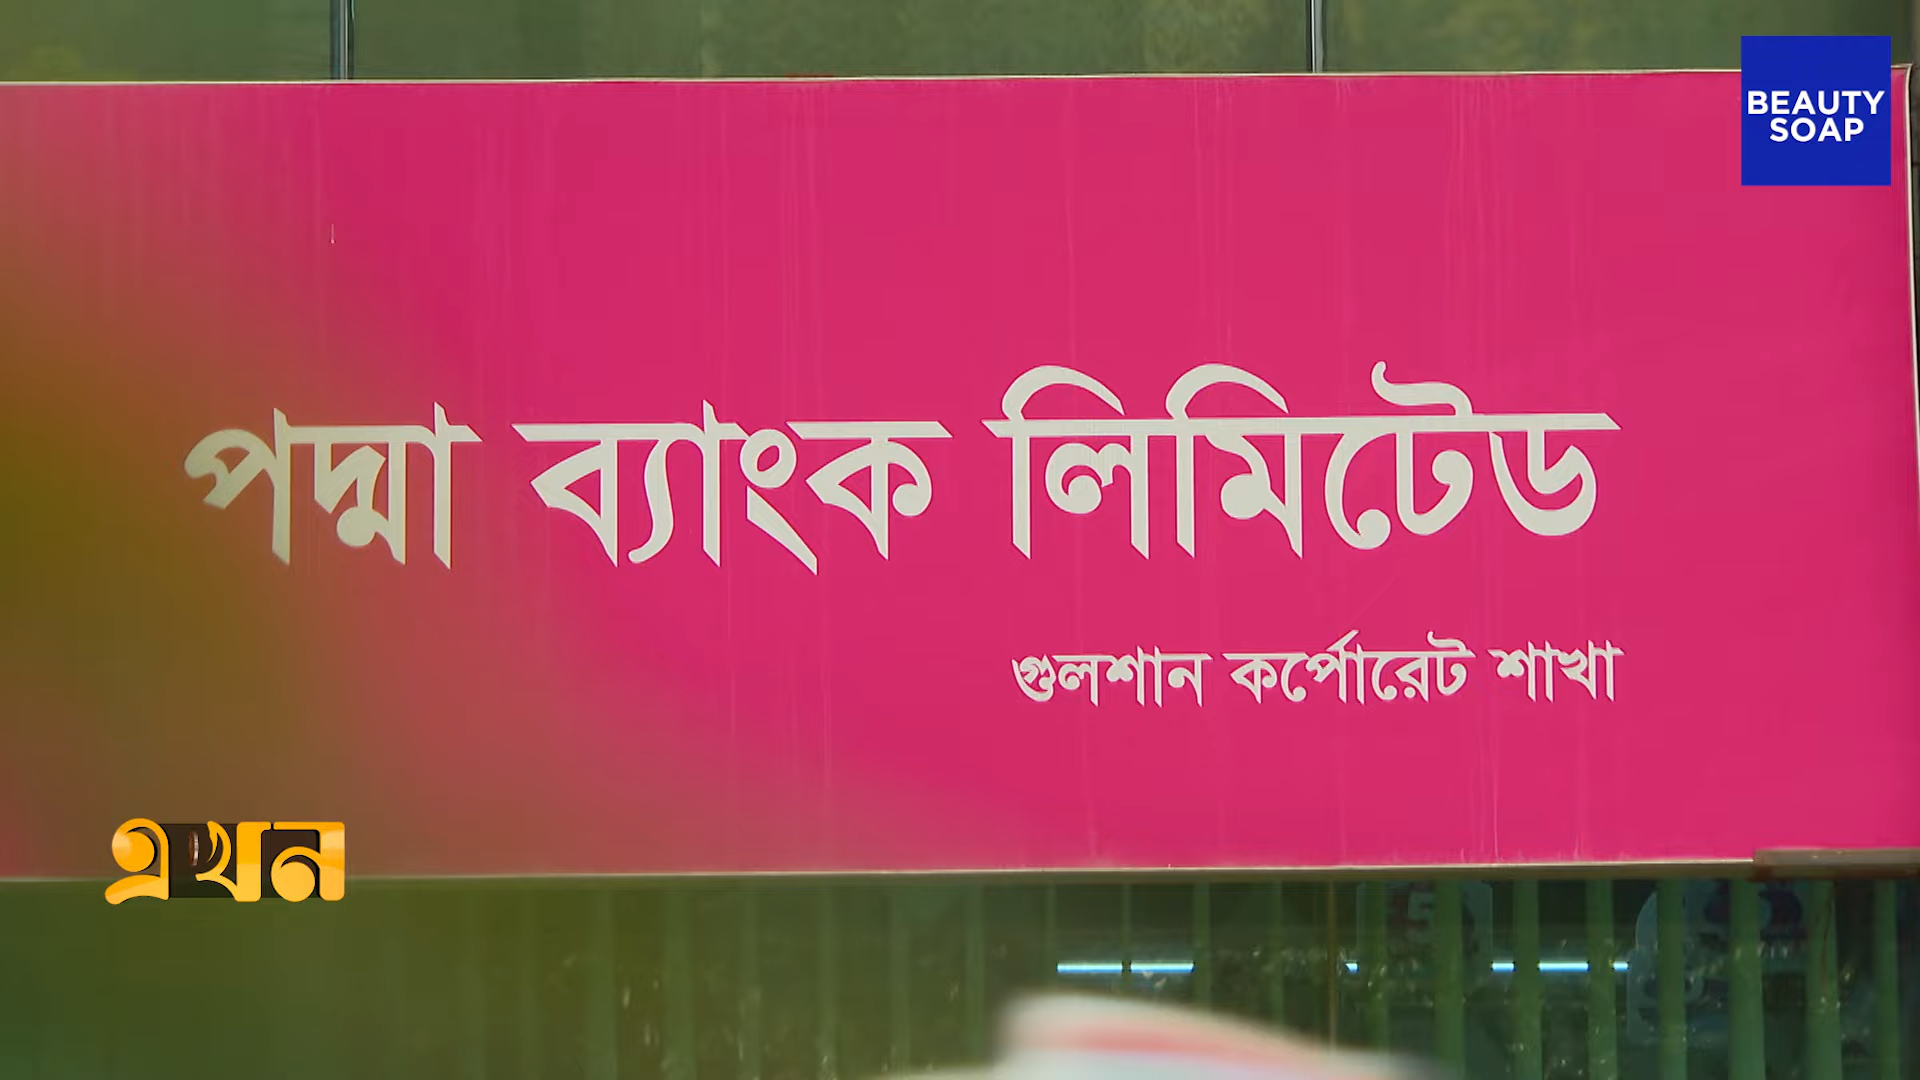 BEAUTY
SOAP
পদ্মা ব্যাংক লিমিটেড
গুলশান কর্পোরেট শাখা
এখন